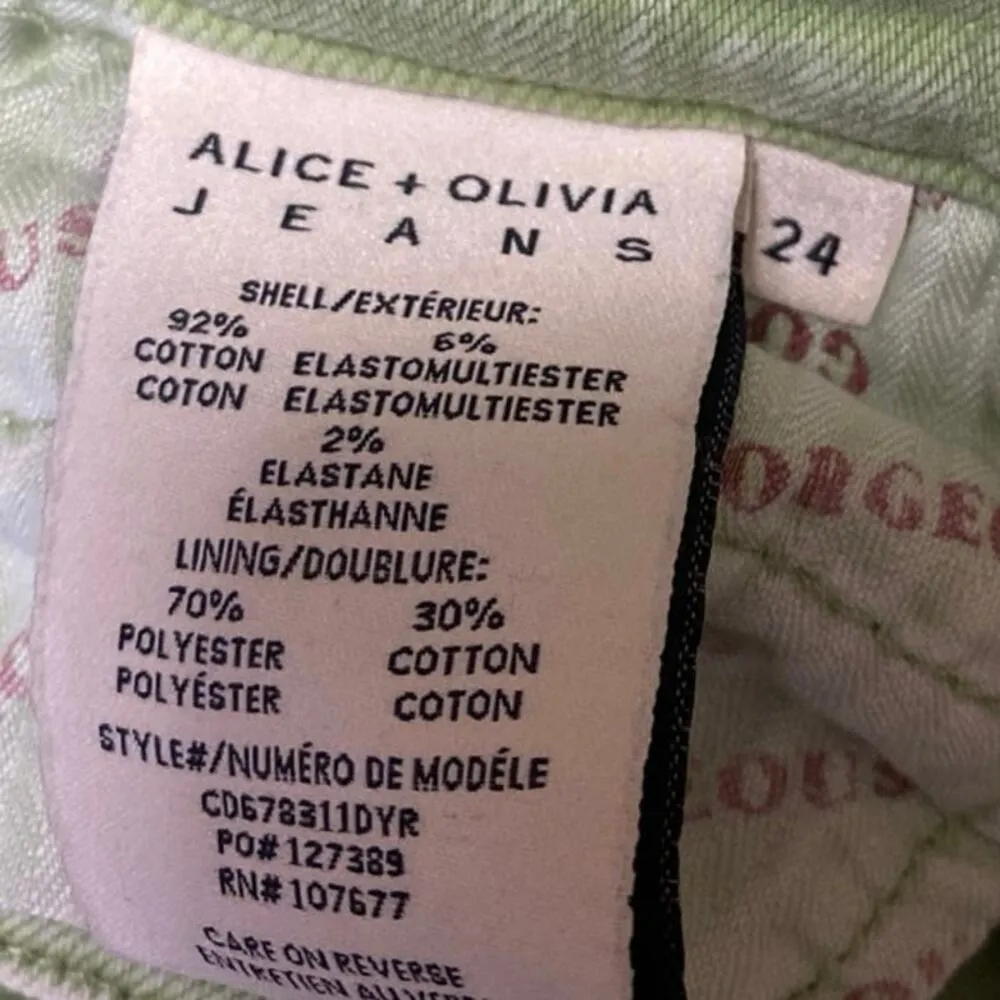 ALICE + OLIVIA
JEANS
24
SHELL/EXTÉRIEUR:
92% 6%
COTTON ELASTOMULTIESTER
COTON ELASTOMULTIESTER
2%
ELASTANE
ÉLASTHANNE
LINING/DOUBLURE:
70% 30%
POLYESTER COTTON
POLYÉSTER COTON
STYLE#/NUMÉRO DE MODÉLE
CD678311DYR
PO# 127389
RN# 107677
CARE ON REVERSE
ENTRETIEN